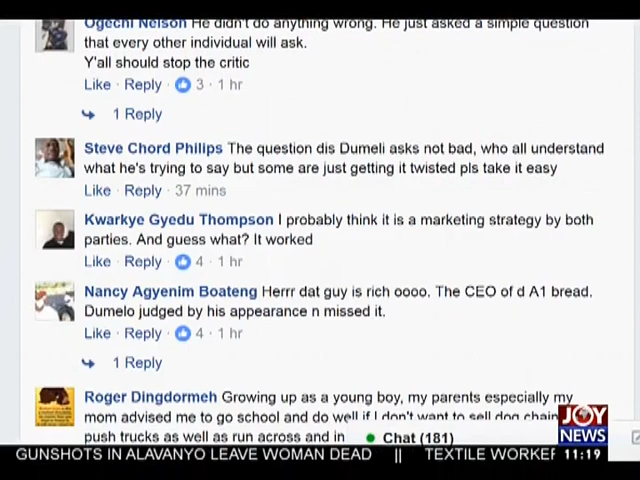 Ogechi Nelson He didn't do anything wrong. He just asked a simple question
that every other individual will ask.
Y'all should stop the critic
Like · Reply · 3 · 1 hr
1 Reply
Steve Chord Philips The question dis Dumeli asks not bad, who all understand
what he's trying to say but some are just getting it twisted pls take it easy
Like · Reply · 37 mins
Kwarkye Gyedu Thompson I probably think it is a marketing strategy by both
parties. And guess what? It worked
Like · Reply · 4 · 1 hr
Nancy Agyenim Boateng Herrr dat guy is rich oooo. The CEO of d A1 bread.
Dumelo judged by his appearance n missed it.
Like · Reply · 4 · 1 hr
1 Reply
Roger Dingdormeh Growing up as a young boy, my parents especially my
mom advised me to go school and do well if I don't want to sell dog chain
push trucks as well as run across and in
Chat (181)
JOY
NEWS
GUNSHOTS IN ALAVANYO LEAVE WOMAN DEAD || TEXTILE WORKER 11:19